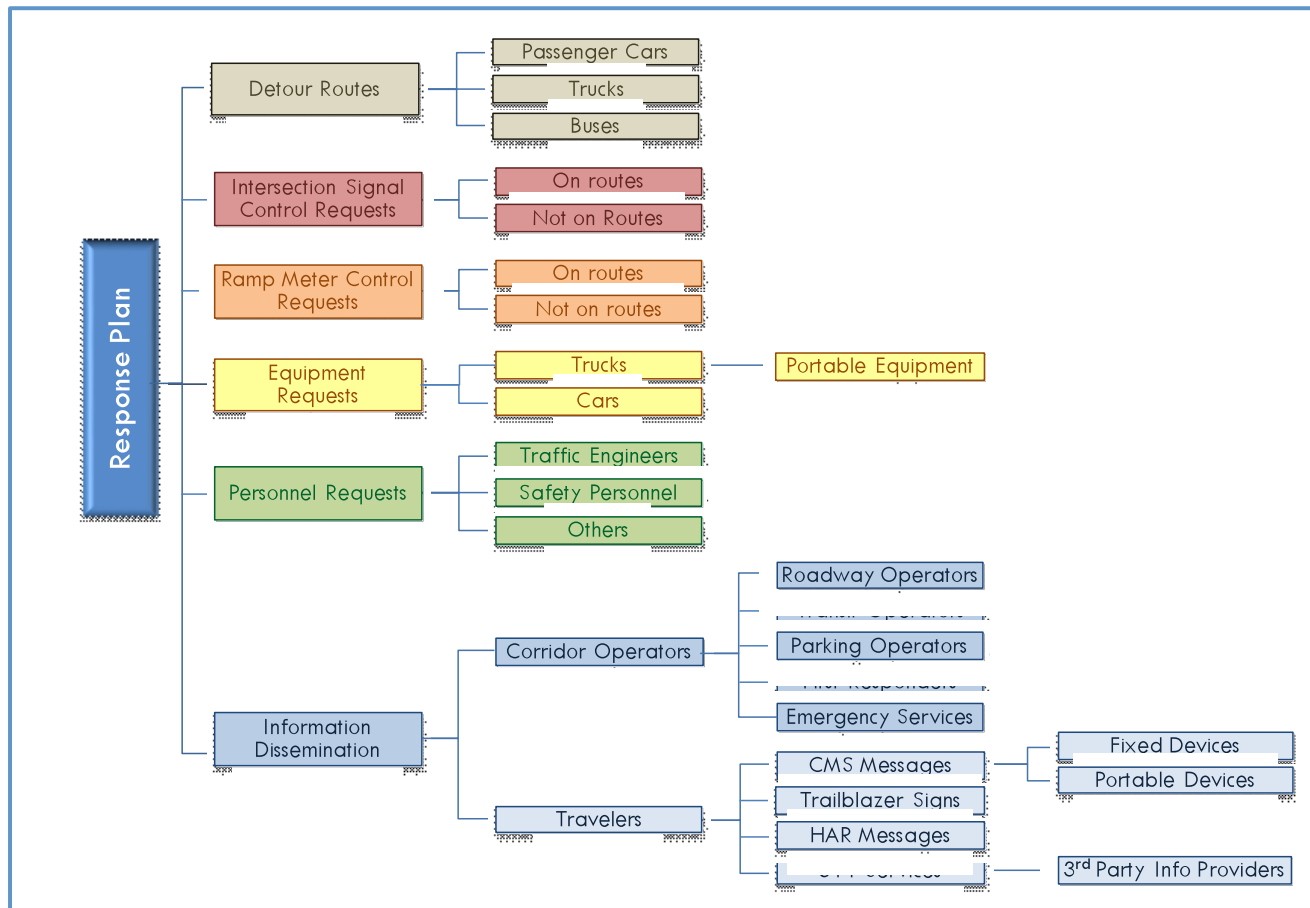 Response Plan
Detour Routes
Passenger Cars
Trucks
Buses
Intersection Signal
Control Requests
On routes
Not on Routes
Ramp Meter Control
Requests
On routes
Not on routes
Equipment
Requests
Trucks
Portable Equipment
Cars
Personnel Requests
Traffic Engineers
Safety Personnel
Others
Information
Dissemination
Corridor Operators
Roadway Operators
Parking Operators
Emergency Services
Travelers
CMS Messages
Fixed Devices
Portable Devices
Trailblazer Signs
HAR Messages
Services
3rd Party Info Providers